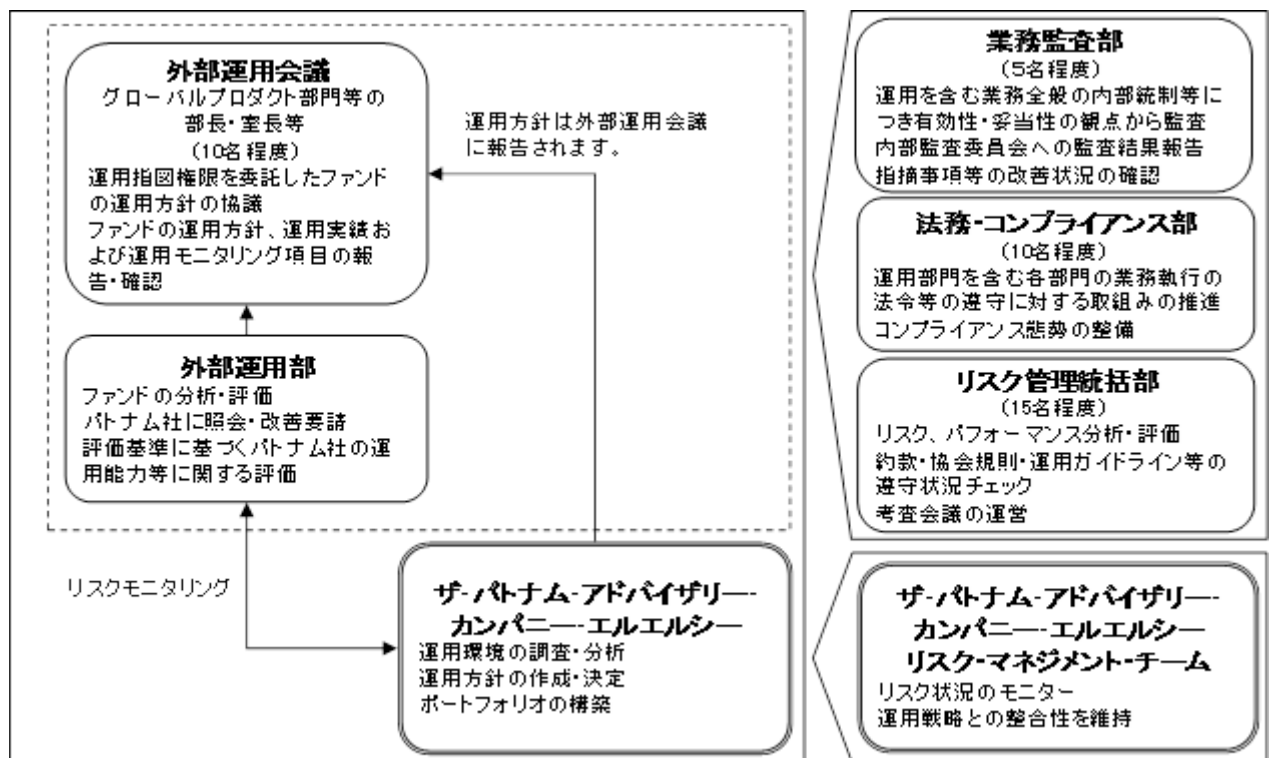 外部運用会議
グローバルプロダクト部門等の
部長・室長等
(10名程度)
運用指図権限を委託したファンド
の運用方針の協議
ファンドの運用方針、運用実績お
よび運用モニタリング項目の報
告・確認
運用方針は外部運用会議
に報告されます。
外部運用部
ファンドの分析・評価
パトナム社に照会・改善要請
評価基準に基づくパトナム社の運
用能力等に関する評価
リスクモニタリング
ザ・パトナム・アドバイザリー・
カンパニー・エルエルシー
運用環境の調査・分析
運用方針の作成・決定
ポートフォリオの構築
業務監査部
(5名程度)
運用を含む業務全般の内部統制等に
つき有効性・妥当性の観点から監査
内部監査委員会への監査結果報告
指摘事項等の改善状況の確認
法務・コンプライアンス部
(10名程度)
運用部門を含む各部門の業務執行の
法令等の遵守に対する取組みの推進
コンプライアンス態勢の整備
リスク管理統括部
(15名程度)
リスク、パフォーマンス分析・評価
約款・協会規則・運用ガイドライン等の
遵守状況チェック
考査会議の運営
ザ・パトナム・アドバイザリー・
カンパニー・エルエルシー
リスク・マネジメント・チーム
リスク状況のモニター
運用戦略との整合性を維持